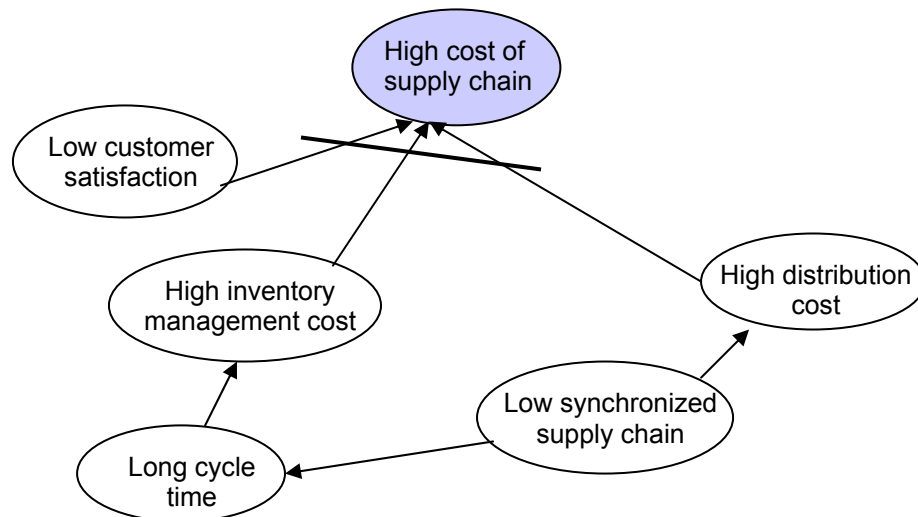 High cost of
supply chain
Low customer
satisfaction
High inventory
management cost
High distribution
cost
Low synchronized
supply chain
Long cycle
time